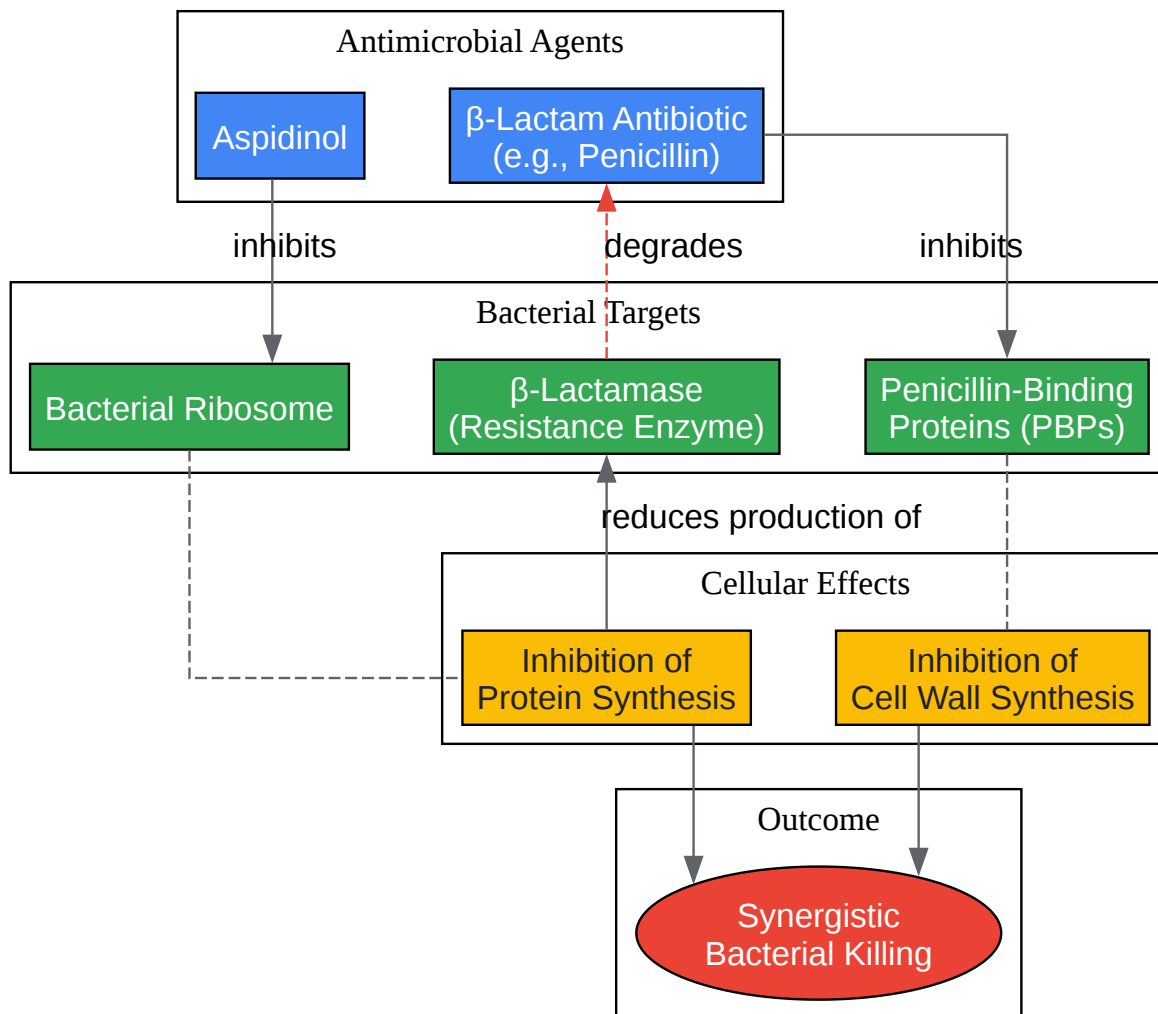 Antimicrobial Agents
Aspidinol
β-Lactam Antibiotic
(e.g., Penicillin)
inhibits
degrades
inhibits
Bacterial Targets
Bacterial Ribosome
β-Lactamase
(Resistance Enzyme)
Penicillin-Binding
Proteins (PBPs)
reduces production of
Cellular Effects
Inhibition of
Protein Synthesis
Inhibition of
Cell Wall Synthesis
Outcome
Synergistic
Bacterial Killing